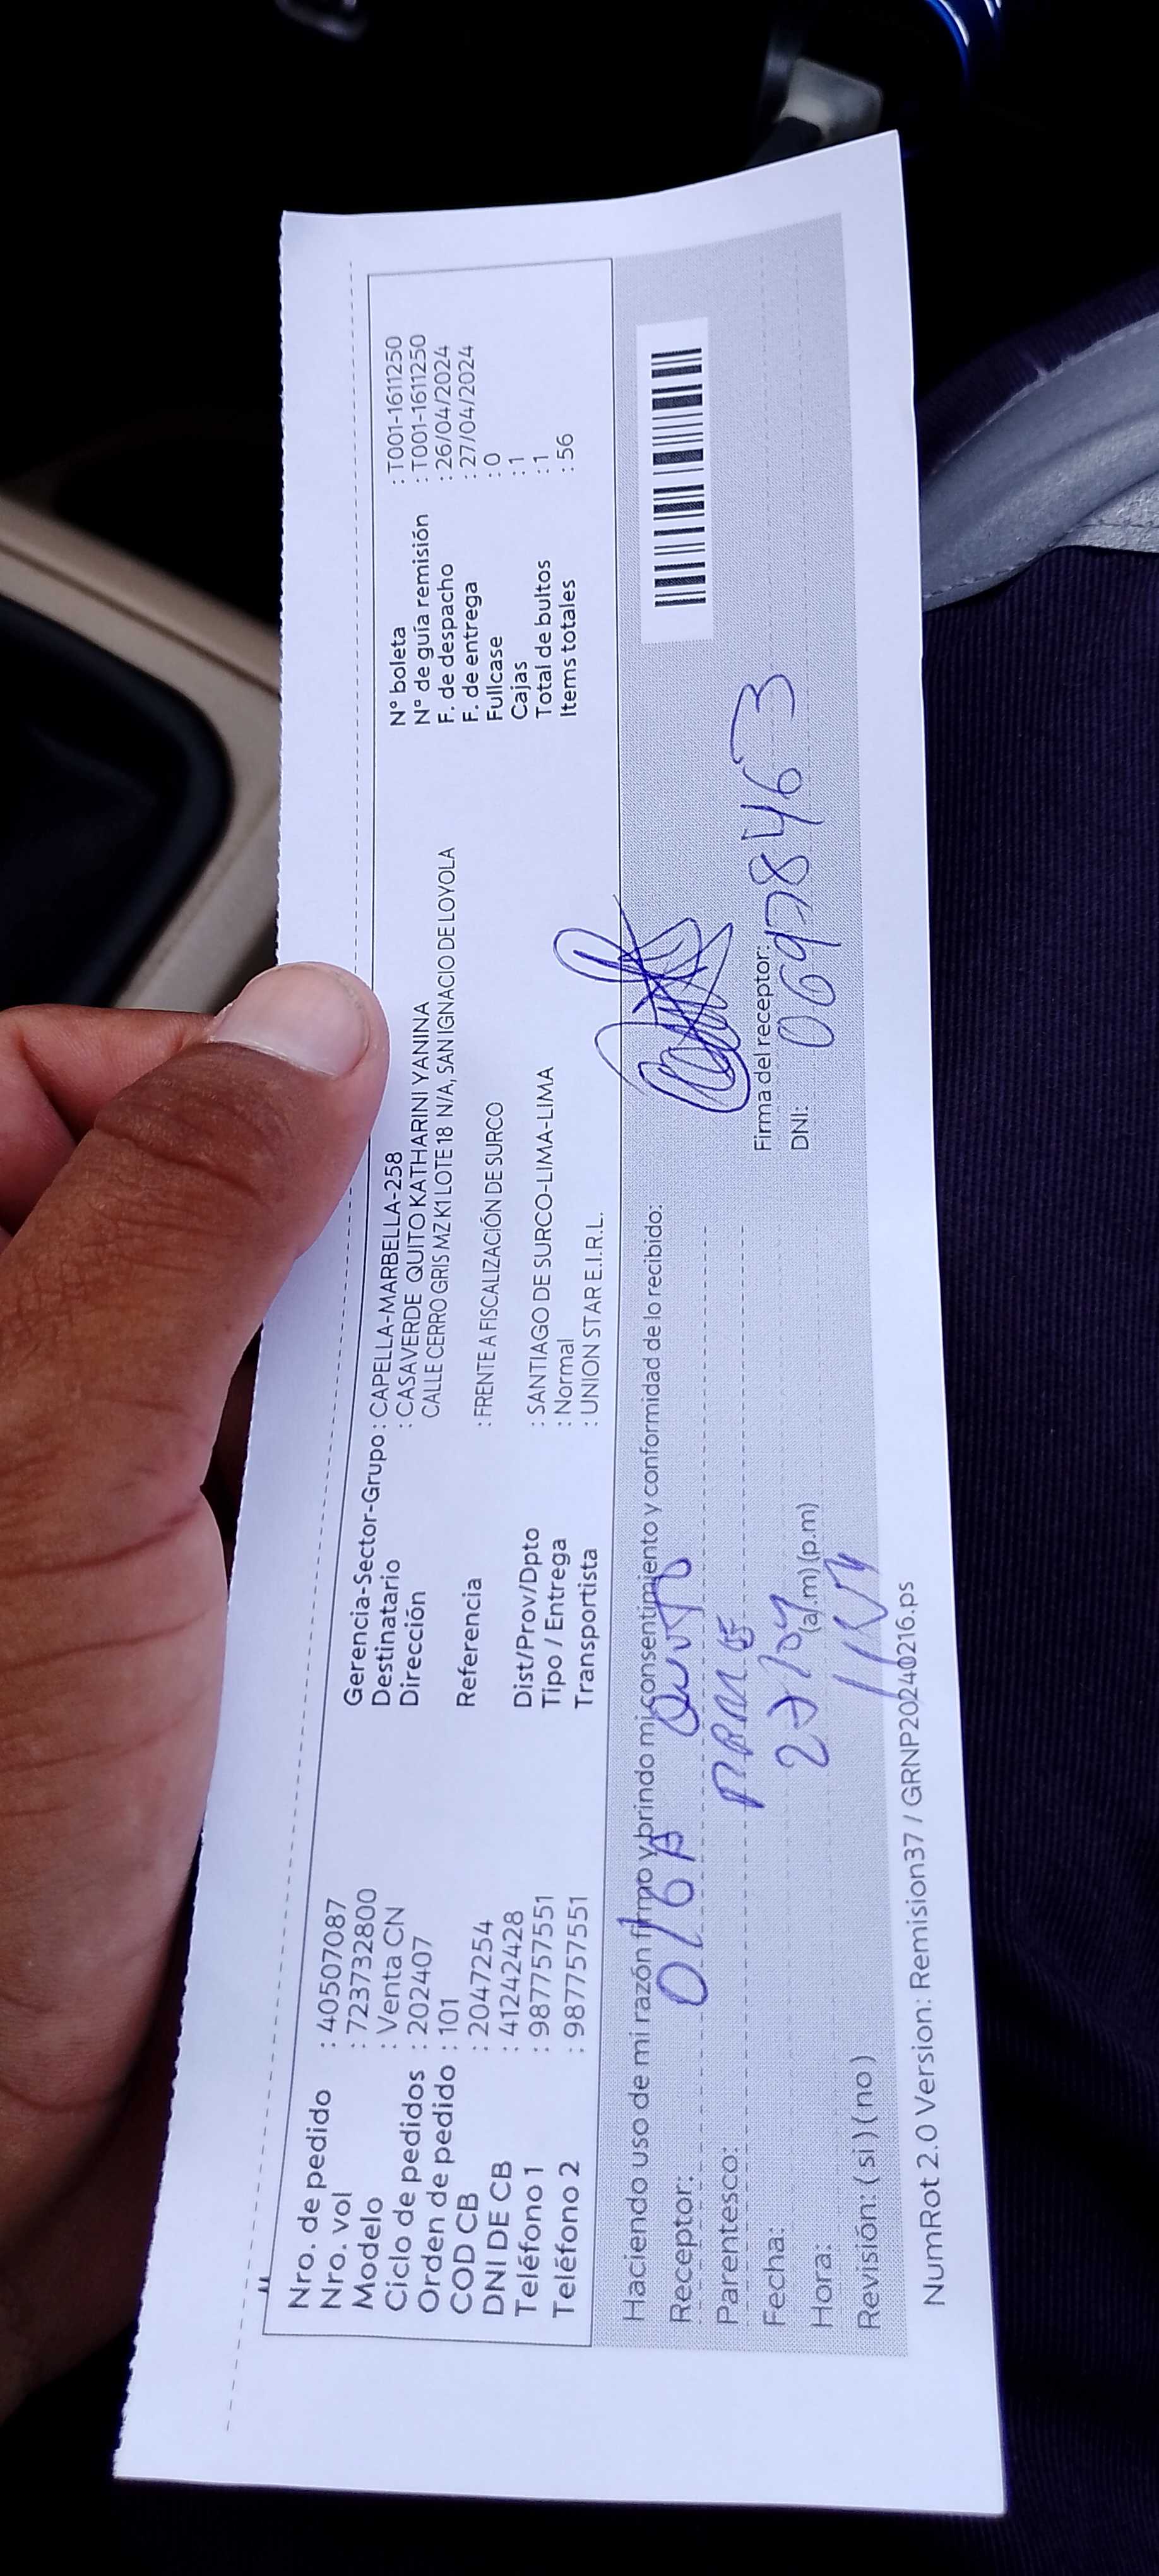 Nro. de pedido : 40507087
Nro. vol : 723732800
Modelo : Venta CN
Ciclo de pedidos : 202407
Orden de pedido : 101
COD CB : 2047254
DNI DE CB : 41242428
Teléfono 1 : 987757551
Teléfono 2 : 987757551
Gerencia-Sector-Grupo : CAPELLA-MARBELLA-258
Destinatario : CASAVERDE QUITO KATHARINI YANINA
Dirección CALLE CERRO GRIS MZ K1 LOTE 18 N/A, SAN IGNACIO DE LOYOLA
Referencia : FRENTE A FISCALIZACIÓN DE SURCO
Dist/Prov/Dpto : SANTIAGO DE SURCO-LIMA-LIMA
Tipo / Entrega : Normal
Transportista : UNION STAR E.I.R.L.
N° boleta : T001-1611250
N° de guía remisión : T001-1611250
F. de despacho : 26/04/2024
F. de entrega : 27/04/2024
Fullcase : 0
Cajas : 1
Total de bultos : 1
Items totales : 56
Haciendo uso de mi razón firmo y brindo mi consentimiento y conformidad de lo recibido:
Receptor: Quito
Parentesco:
Fecha: 27/04
Hora: (a.m) (p.m)
Revisión: ( si ) ( no )
Firma del receptor:
DNI: 06978463
NumRot 2.0 Version: Remision37 / GRNP20240216.ps